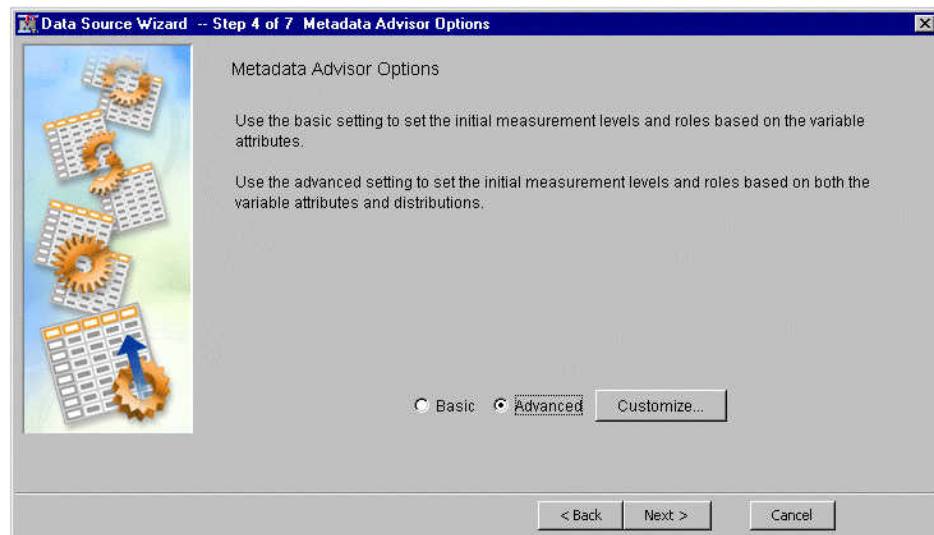 Data Source Wizard -- Step 4 of 7 Metadata Advisor Options
Metadata Advisor Options
Use the basic setting to set the initial measurement levels and roles based on the variable
attributes.
Use the advanced setting to set the initial measurement levels and roles based on both the
variable attributes and distributions.
Basic Advanced Customize...
< Back Next > Cancel